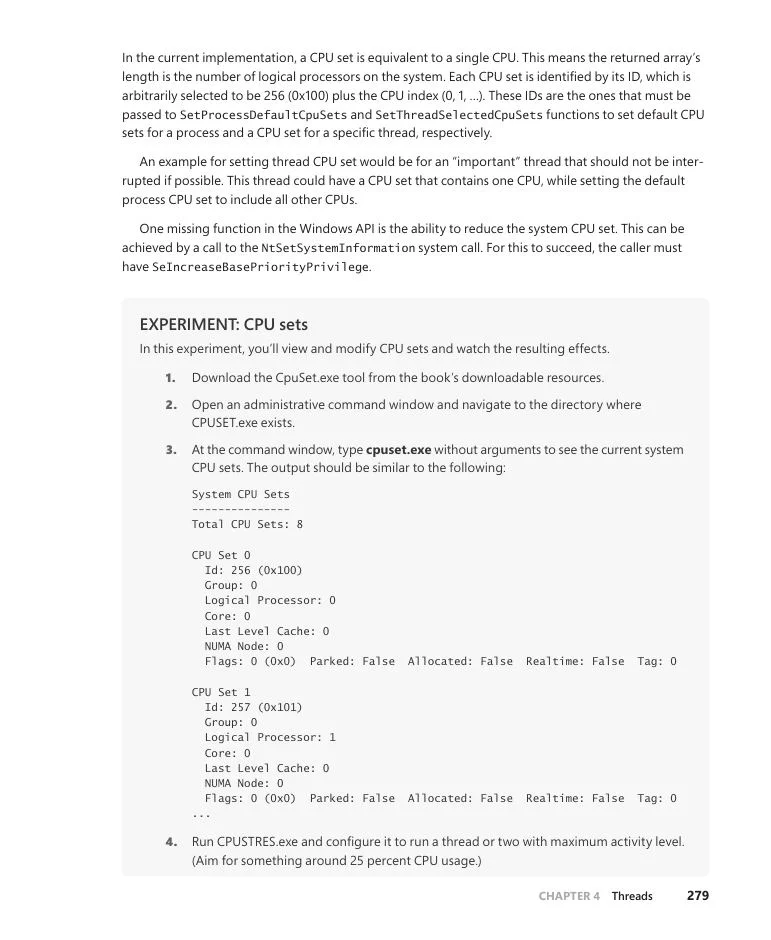 In the current implementation, a CPU set is equivalent to a single CPU. This means the returned array’s
length is the number of logical processors on the system. Each CPU set is identified by its ID, which is
arbitrarily selected to be 256 (0x100) plus the CPU index (0, 1, …). These IDs are the ones that must be
passed to SetProcessDefaultCpuSets and SetThreadSelectedCpuSets functions to set default CPU
sets for a process and a CPU set for a specific thread, respectively.
An example for setting thread CPU set would be for an “important” thread that should not be inter-
rupted if possible. This thread could have a CPU set that contains one CPU, while setting the default
process CPU set to include all other CPUs.
One missing function in the Windows API is the ability to reduce the system CPU set. This can be
achieved by a call to the NtSetSystemInformation system call. For this to succeed, the caller must
have SeIncreaseBasePriorityPrivilege.
EXPERIMENT: CPU sets
In this experiment, you’ll view and modify CPU sets and watch the resulting effects.
1. Download the CpuSet.exe tool from the book’s downloadable resources.
2. Open an administrative command window and navigate to the directory where
CPUSET.exe exists.
3. At the command window, type cpuset.exe without arguments to see the current system
CPU sets. The output should be similar to the following:
System CPU Sets
---------------
Total CPU Sets: 8
CPU Set 0
Id: 256 (0x100)
Group: 0
Logical Processor: 0
Core: 0
Last Level Cache: 0
NUMA Node: 0
Flags: 0 (0x0)  Parked: False  Allocated: False  Realtime: False  Tag: 0
CPU Set 1
Id: 257 (0x101)
Group: 0
Logical Processor: 1
Core: 0
Last Level Cache: 0
NUMA Node: 0
Flags: 0 (0x0)  Parked: False  Allocated: False  Realtime: False  Tag: 0
...
4. Run CPUSTRES.exe and configure it to run a thread or two with maximum activity level.
(Aim for something around 25 percent CPU usage.)
CHAPTER 4 Threads 279